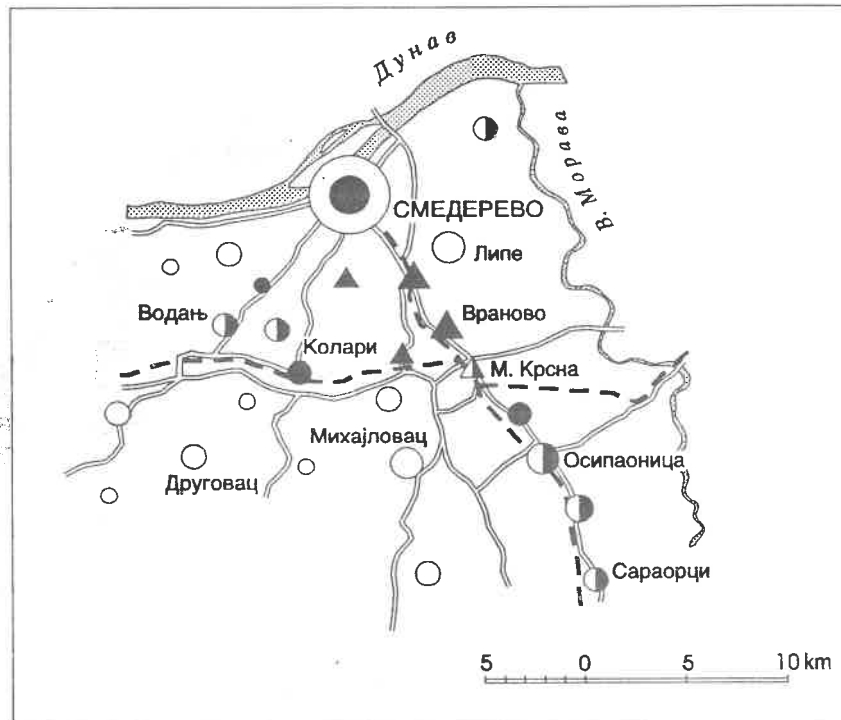 Дунав
В. Морава
СМЕДЕРЕВО
Липе
Водањ
Враново
Колари
М. Крсна
Михајловац
Друговац
Осипаоница
Сараорци
5 0 5 10 km